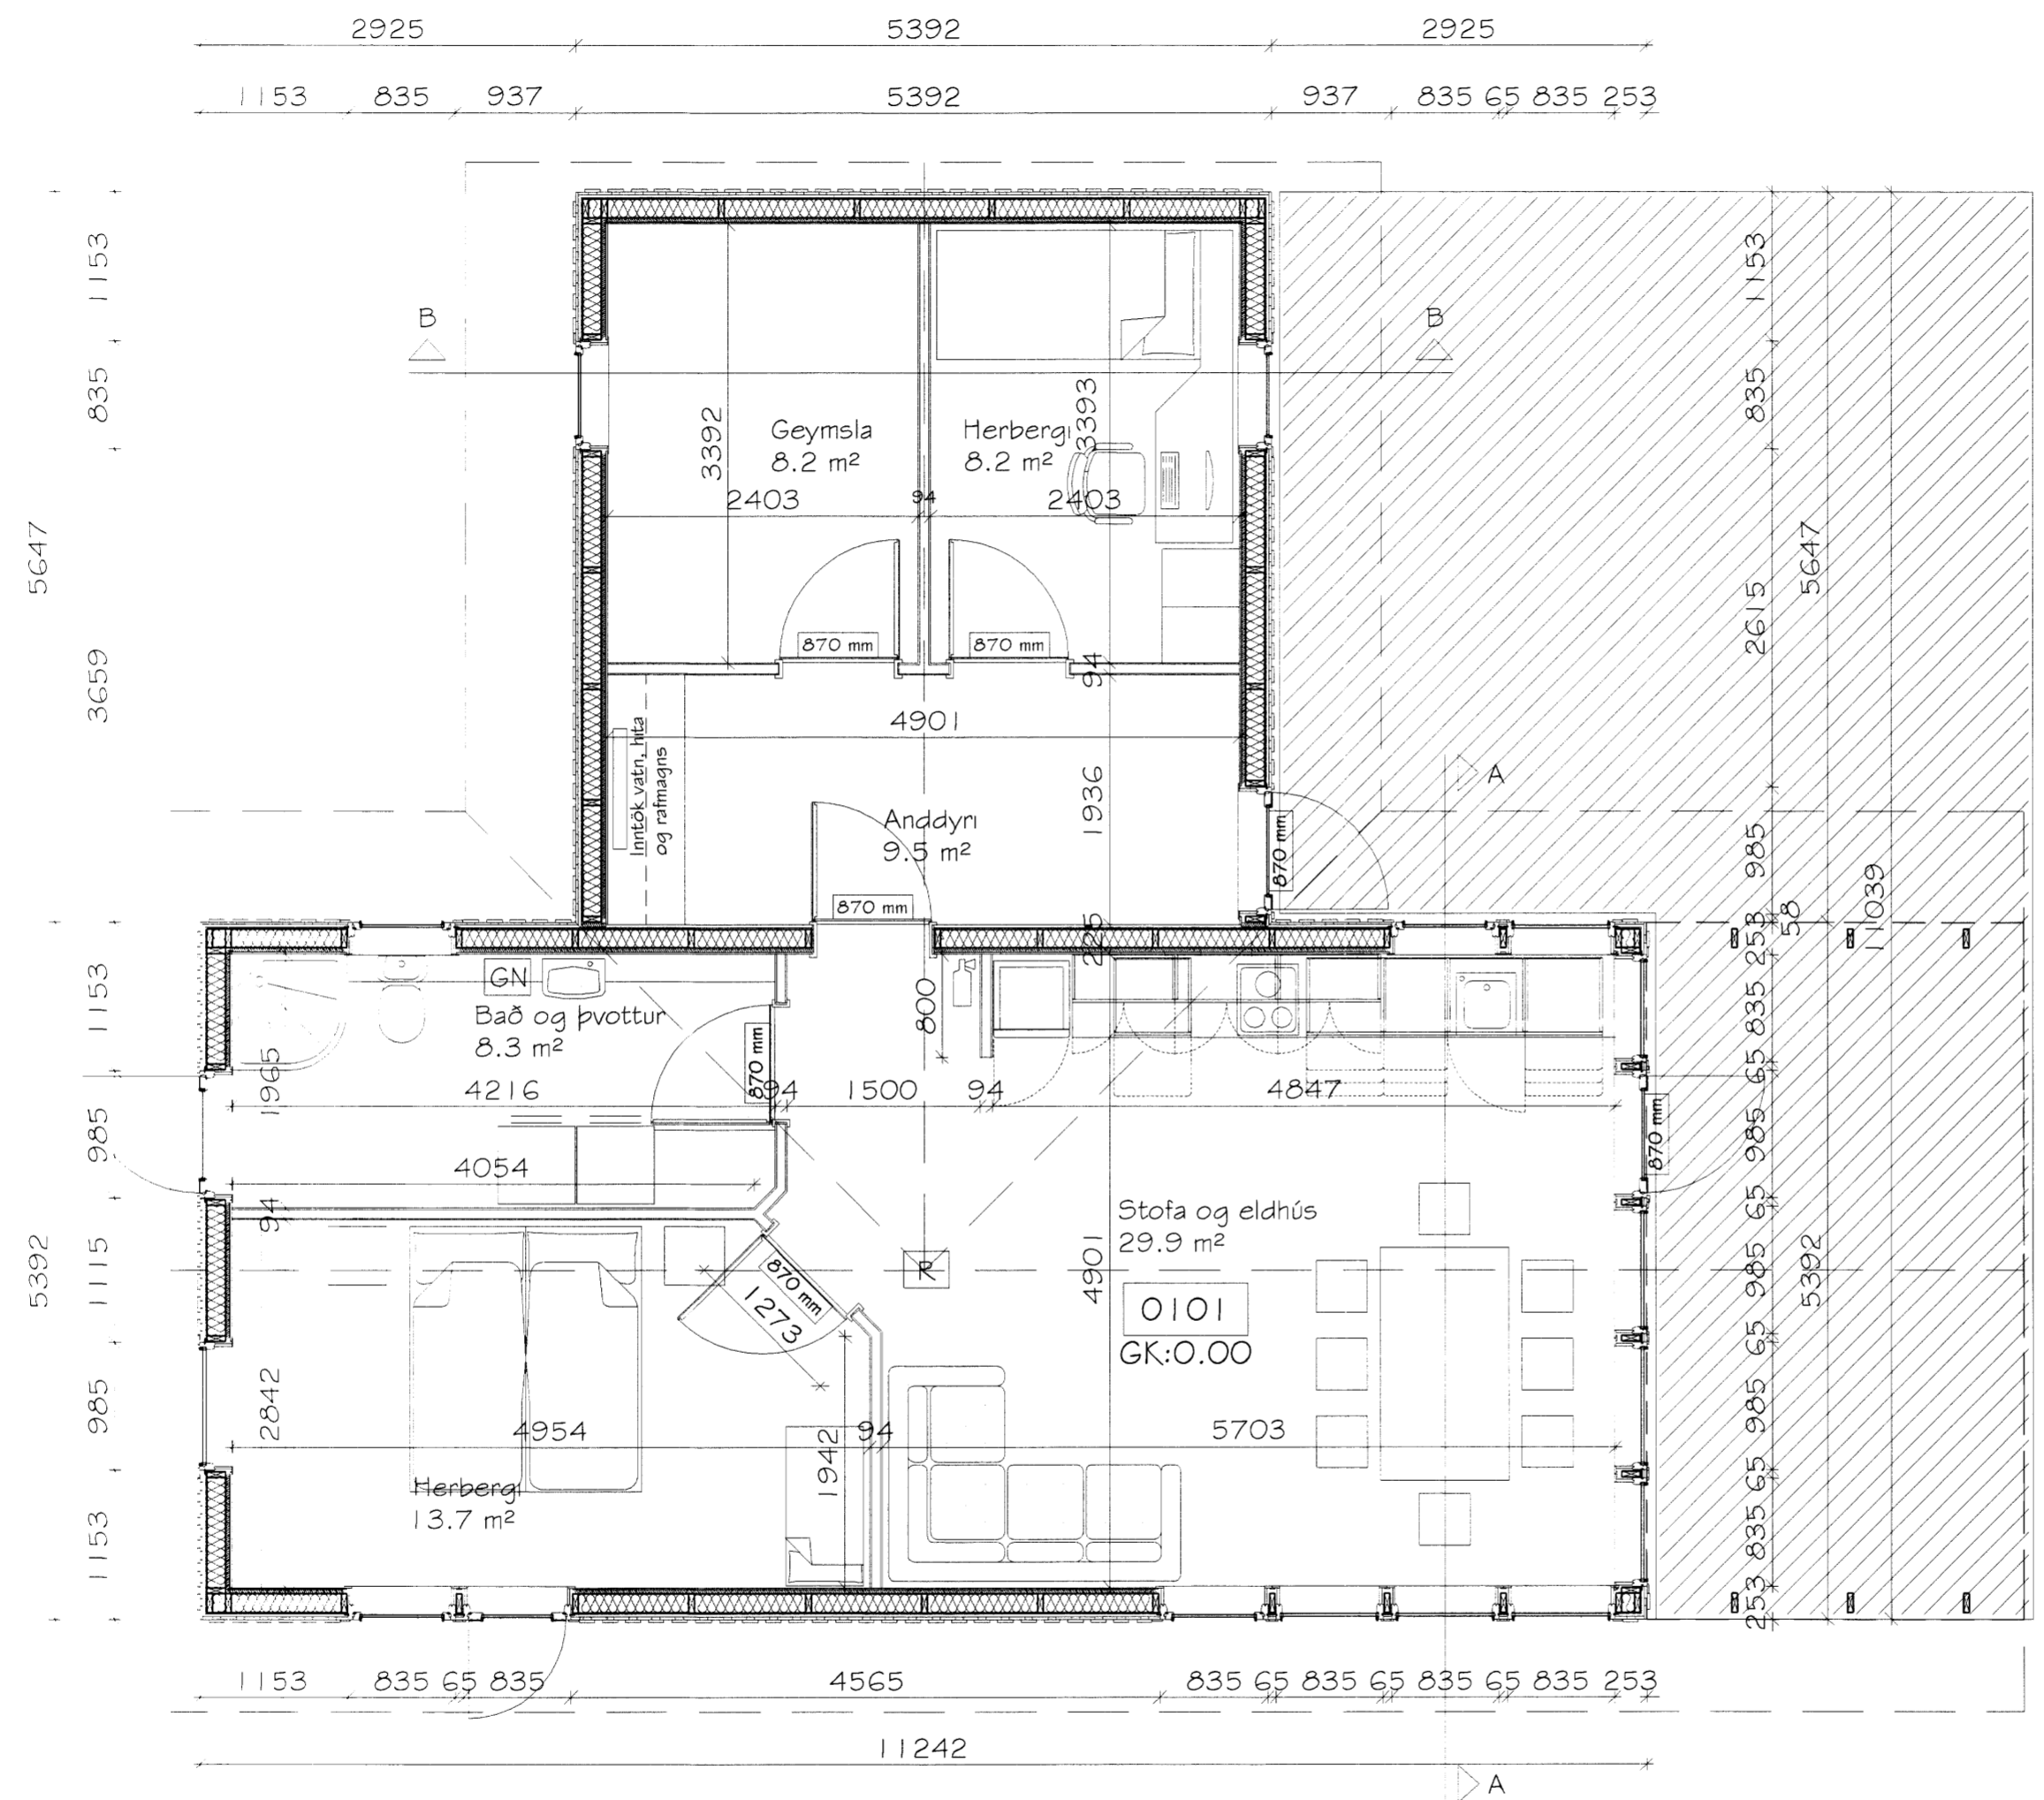 2925 5392 2925
1153 835 937 5392 937 835 65 835 253
1153
835
3659
5647
1153
985
1115
985
1153
5392
B
B
Geymsla
8.2 m²
3392
2403
94
Herbergi
8.2 m²
3393
2403
870 mm
870 mm
94
4901
Inntök vatn, hita
og rafmagns
1936
Anddyri
9.5 m²
870 mm
870 mm
225
A
1153
835
2615
985
58
5647
11039
GN
Bað og þvottur
8.3 m²
1965
4216
870 mm
94
1500
94
4847
800
4054
94
Stofa og eldhús
29.9 m²
0101
GK:0.00
4901
R
870 mm
1273
2842
4954
94
1942
5703
Herbergi
13.7 m²
870 mm
253
835
65
985
65
985
65
985
65
835
253
5392
1153 835 65 835 4565 835 65 835 65 835 65 835 253
11242
A